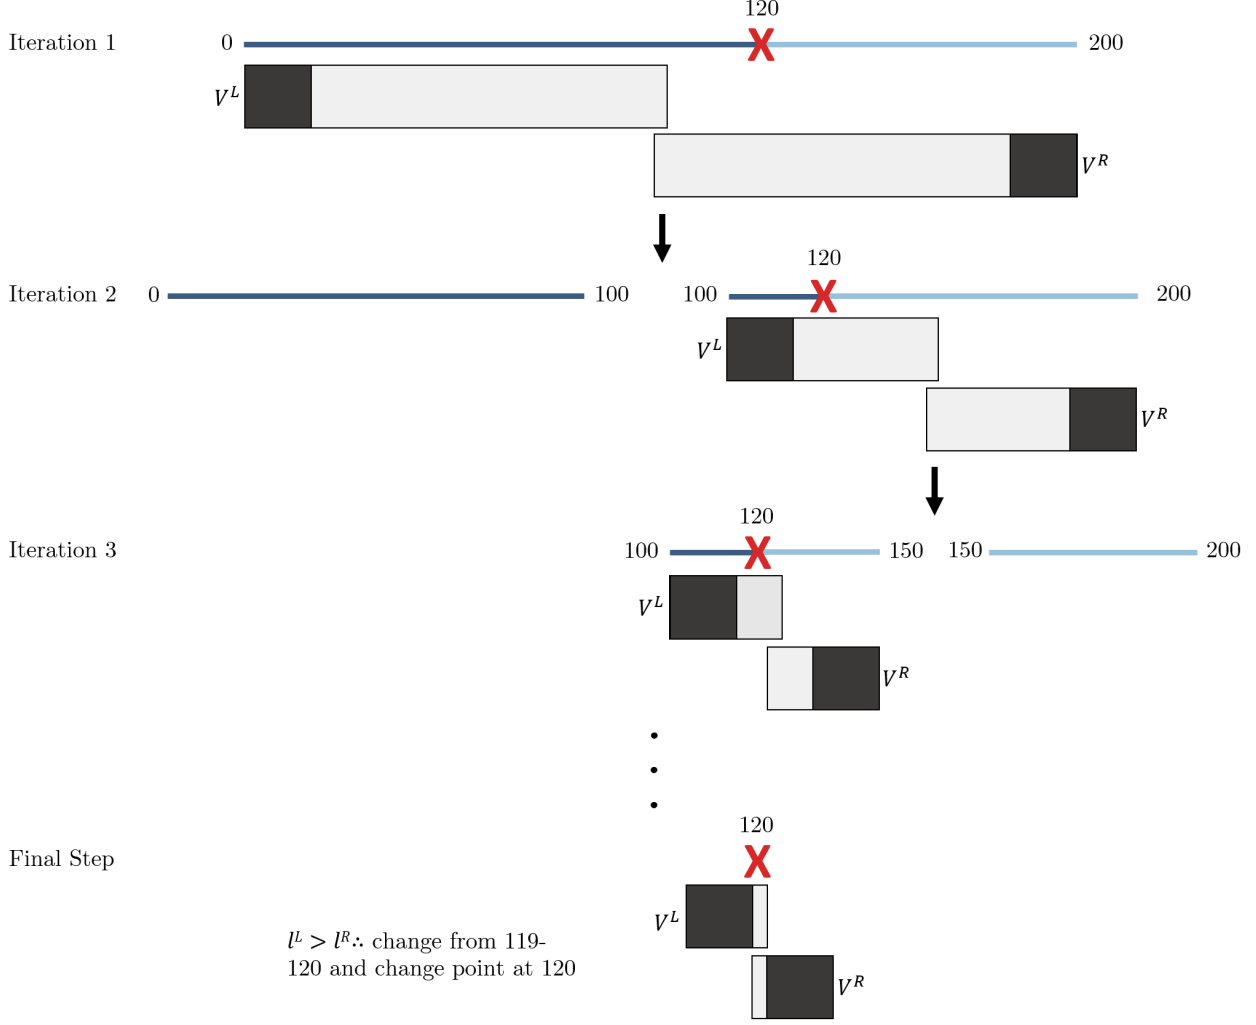 120
Iteration 1 0 200
V^L
V^R
120
Iteration 2 0 100 100 200
V^L
V^R
120
Iteration 3 100 150 150 200
V^L
V^R
120
Final Step
V^L
l^L > l^R ∴ change from 119-
120 and change point at 120
V^R